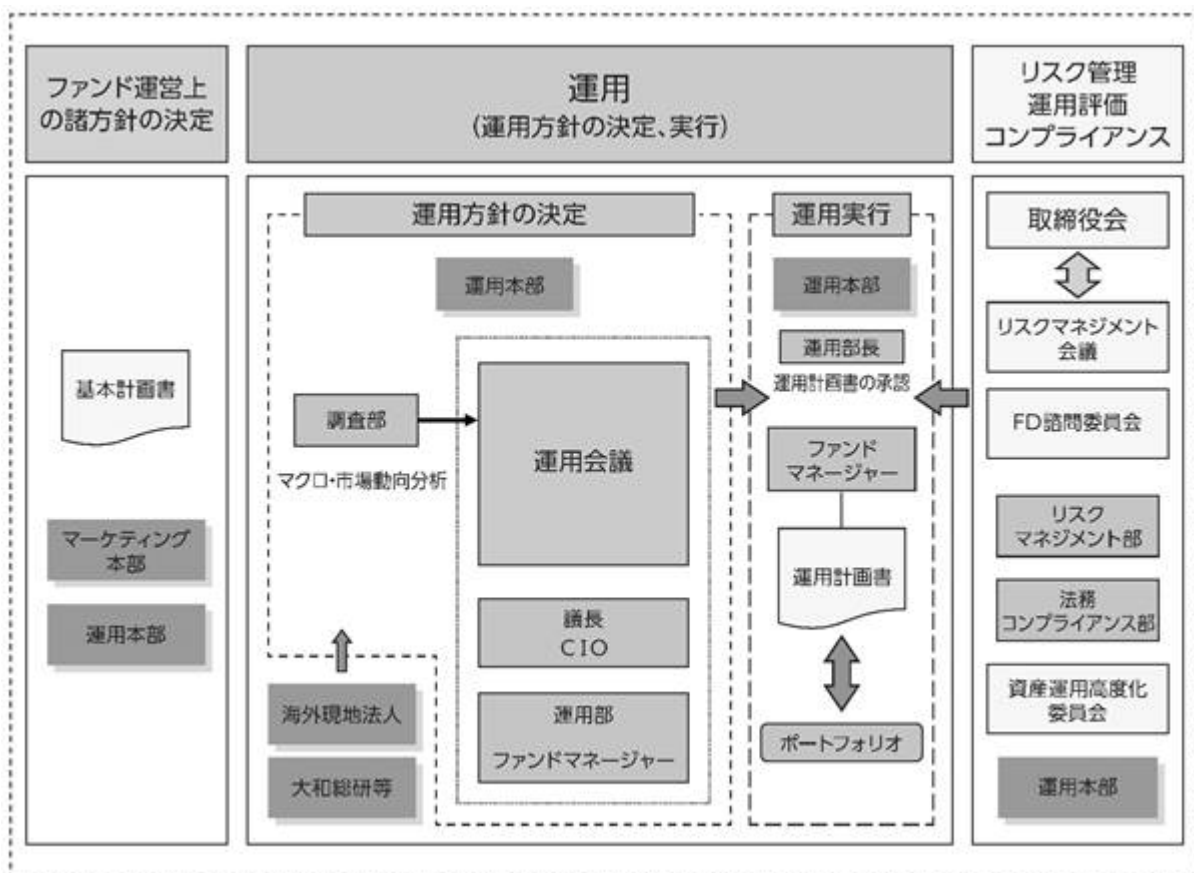 ファンド運営上
の諸方針の決定
基本計画書
マーケティング
本部
運用本部
運用
(運用方針の決定、実行)
運用方針の決定
運用本部
調査部
マクロ・市場動向分析
運用会議
議長
CIO
運用部
ファンドマネージャー
海外現地法人
大和総研等
運用実行
運用本部
運用部長
運用計画書の承認
ファンド
マネージャー
運用計画書
ポートフォリオ
リスク管理
運用評価
コンプライアンス
取締役会
リスクマネジメント
会議
FD諮問委員会
リスク
マネジメント部
法務
コンプライアンス部
資産運用高度化
委員会
運用本部